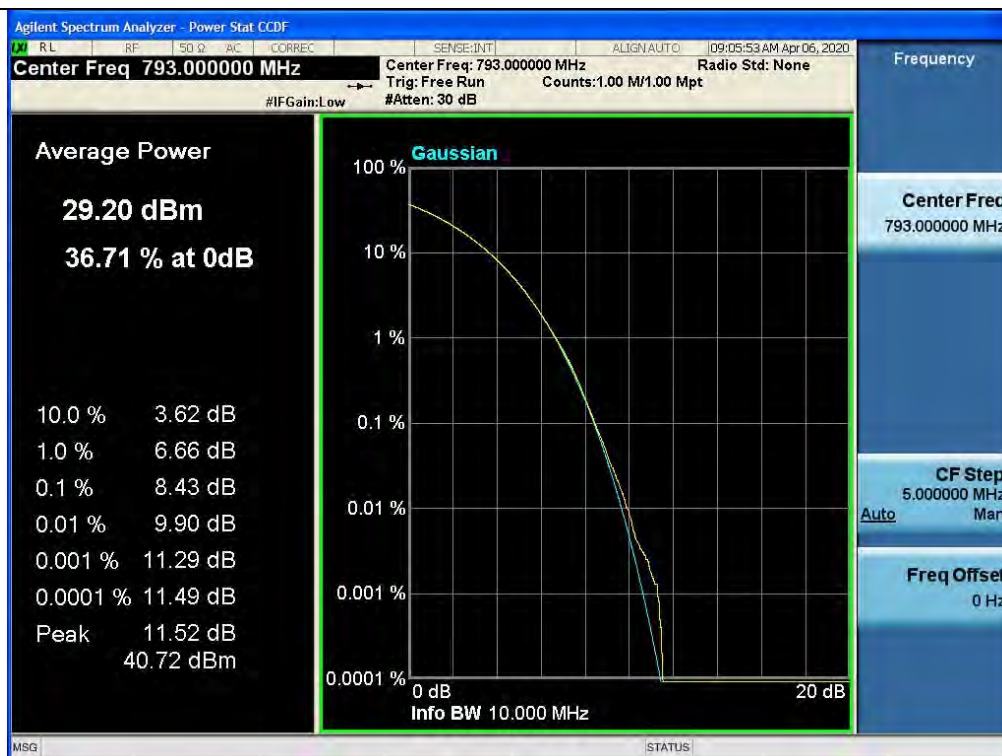 Agilent Spectrum Analyzer - Power Stat CCDF
LXI RL RF 50 Ω AC CORREC SENSE:INT ALIGN AUTO 09:05:53 AM Apr 06, 2020
Center Freq 793.000000 MHz
Center Freq: 793.000000 MHz Radio Std: None
Trig: Free Run Counts:1.00 M/1.00 Mpt
#IFGain:Low #Atten: 30 dB
Average Power
29.20 dBm
36.71 % at 0dB
10.0 % 3.62 dB
1.0 % 6.66 dB
0.1 % 8.43 dB
0.01 % 9.90 dB
0.001 % 11.29 dB
0.0001 % 11.49 dB
Peak 11.52 dB
40.72 dBm
Gaussian
100 %
10 %
1 %
0.1 %
0.01 %
0.001 %
0.0001 %
0 dB 20 dB
Info BW 10.000 MHz
Frequency
Center Freq
793.000000 MHz
CF Step
5.000000 MHz
Auto Man
Freq Offset
0 Hz
MSG STATUS